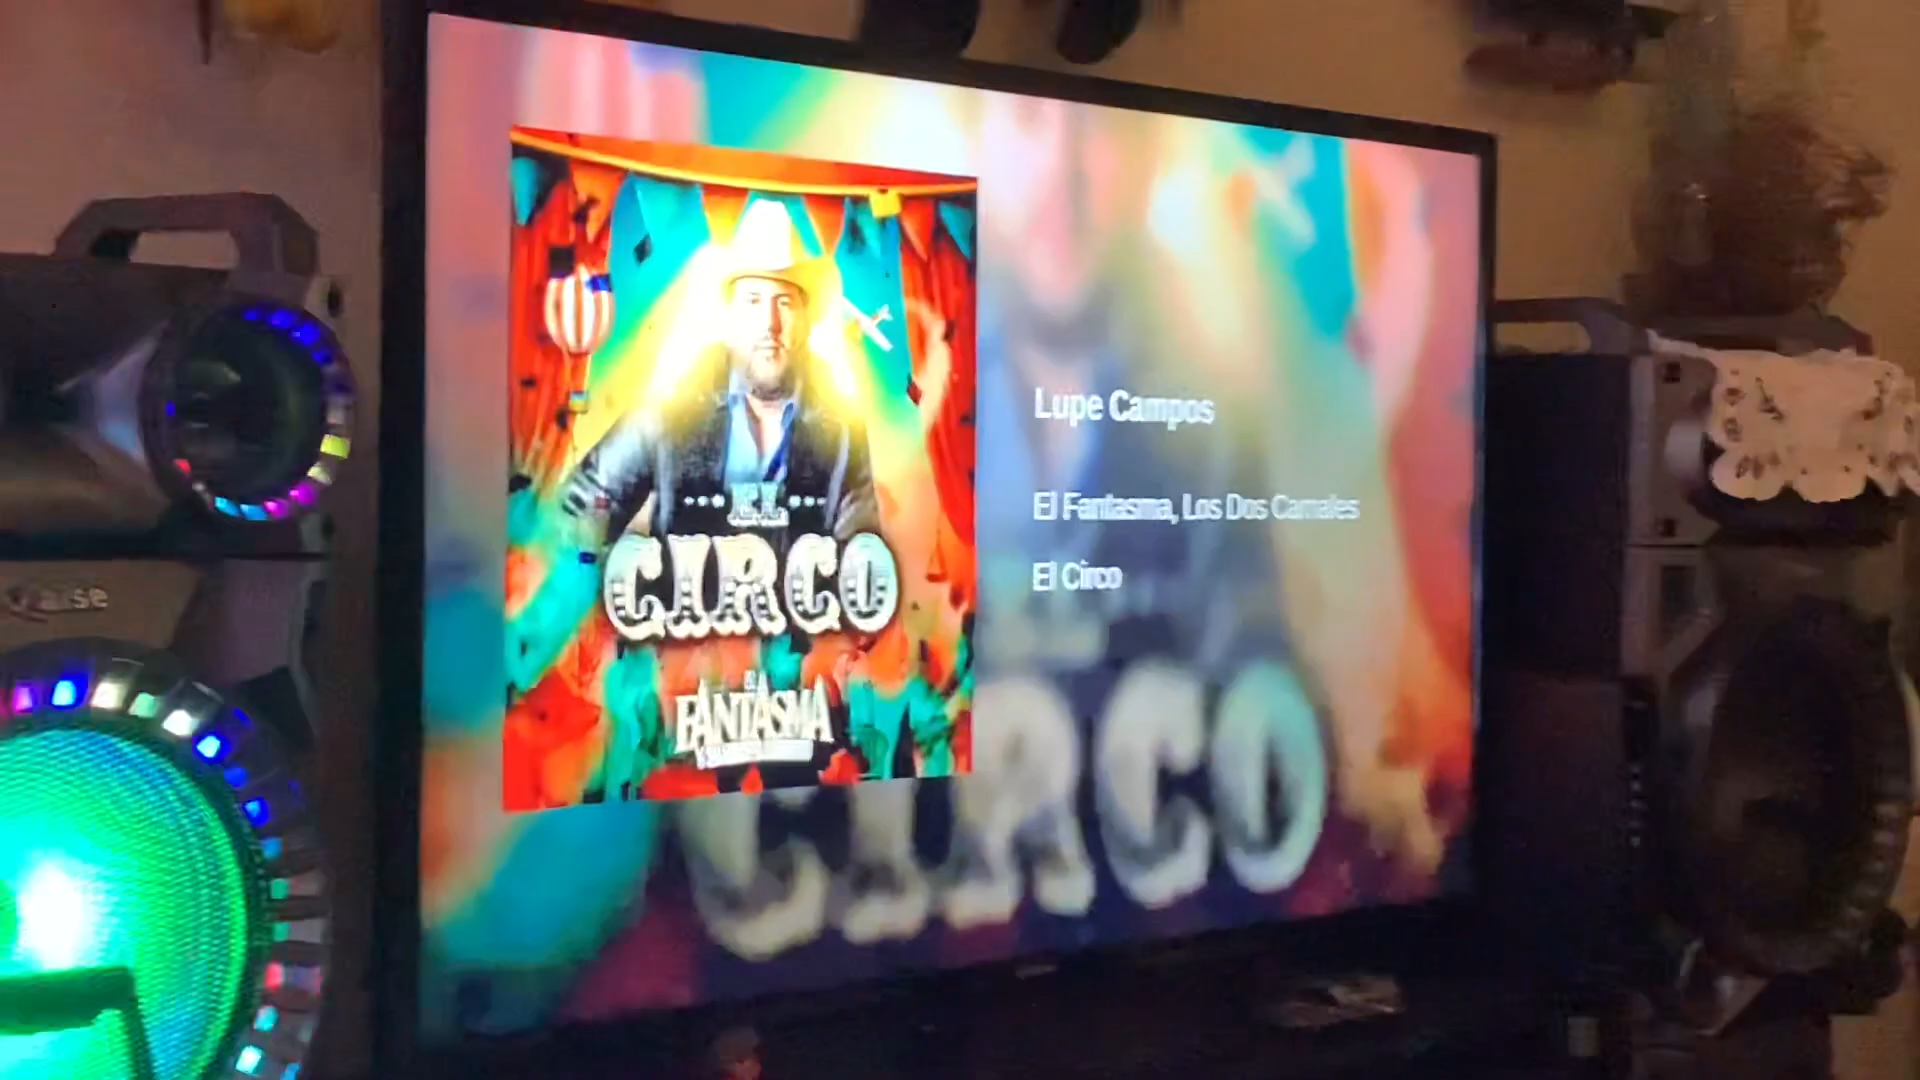 EL
CIRCO
EL
FANTASMA
Lupe Campos
El Fantasma, Los Dos Carnales
El Circo
CIRCO